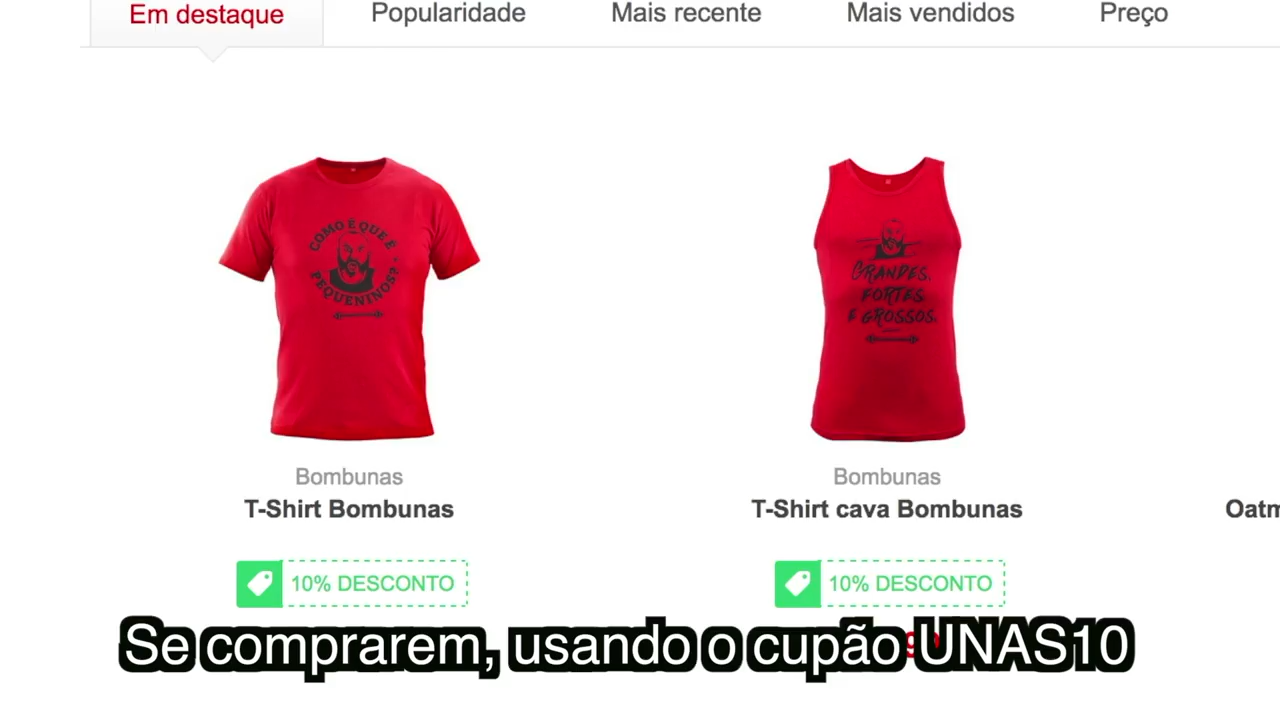 Em destaque
Popularidade
Mais recente
Mais vendidos
Preço
COMO É QUE É
PEQUENINOS?
GRANDES,
FORTES
E GROSSOS.
Bombunas
Bombunas
T-Shirt Bombunas
T-Shirt cava Bombunas
10% DESCONTO
10% DESCONTO
Se comprarem, usando o cupão UNAS10